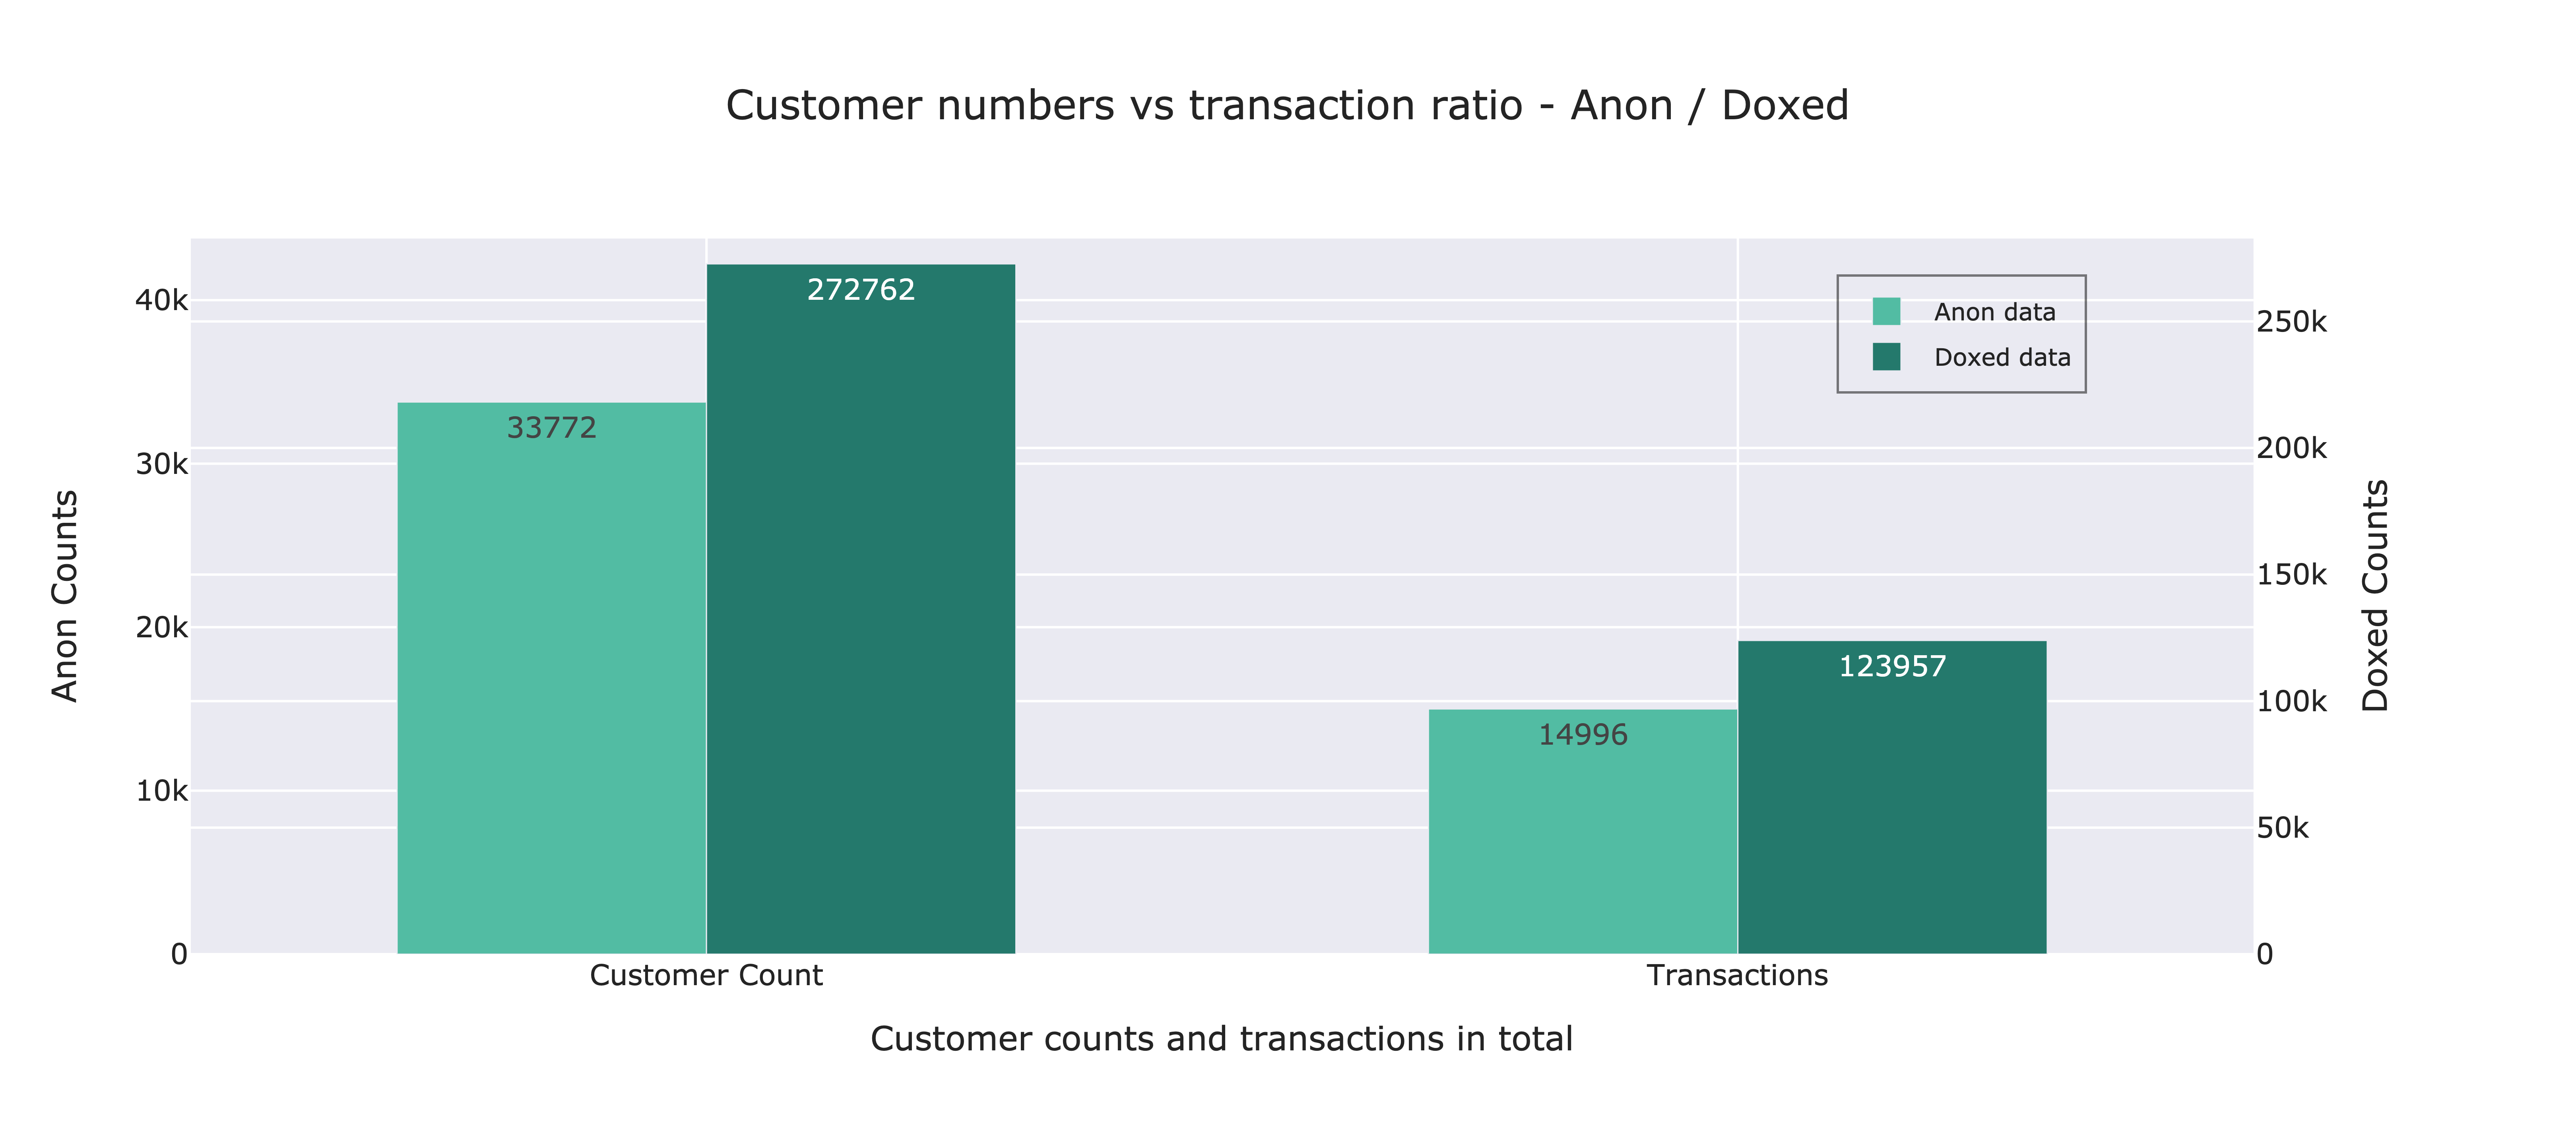 Customer numbers vs transaction ratio - Anon / Doxed
Anon data
Doxed data
40k
30k
20k
10k
0
Anon Counts
272762
33772
123957
14996
250k
200k
150k
100k
50k
0
Doxed Counts
Customer Count
Transactions
Customer counts and transactions in total